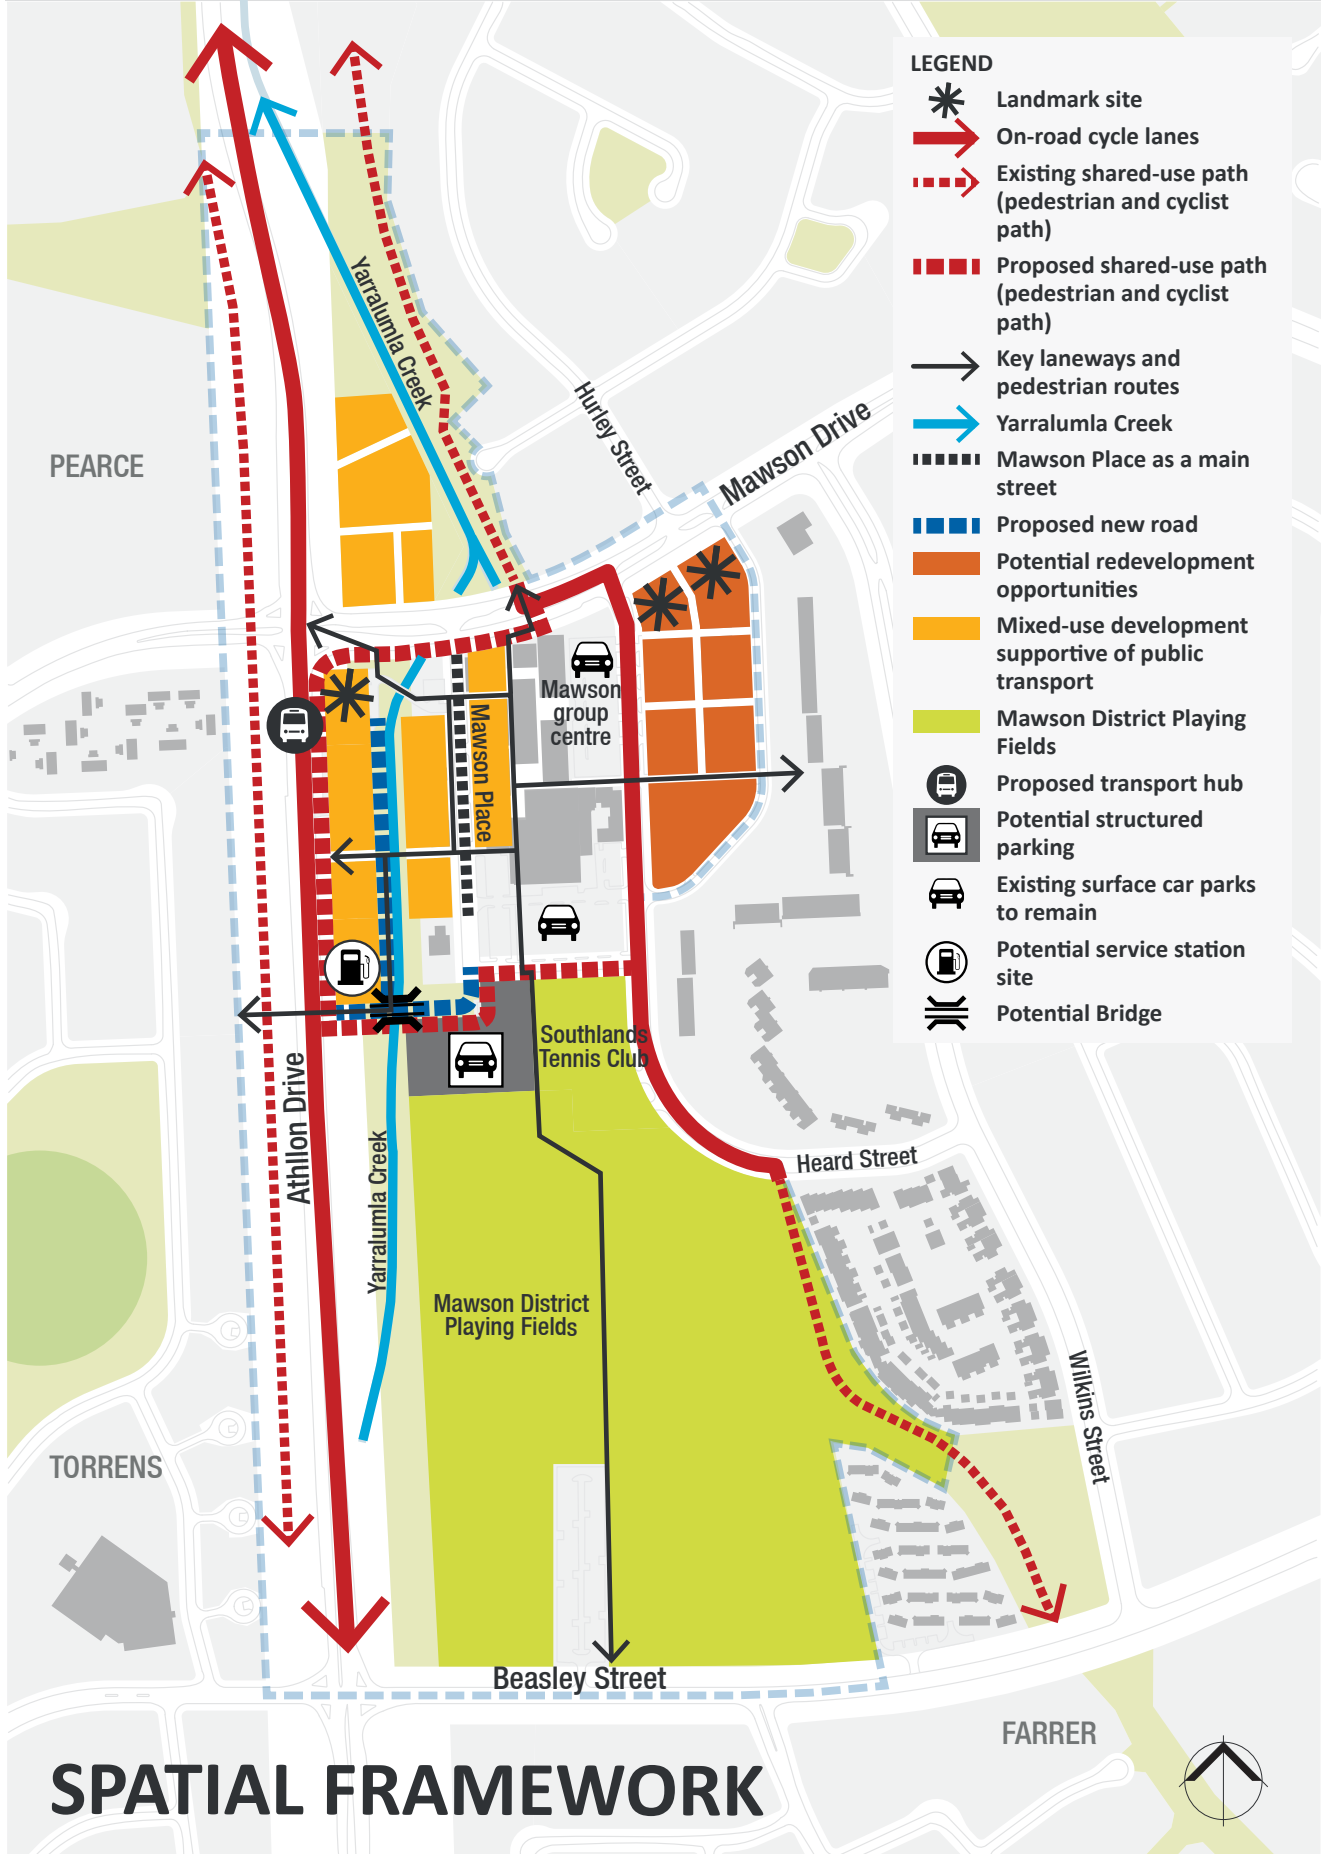 LEGEND
Landmark site
On-road cycle lanes
Existing shared-use path
(pedestrian and cyclist
path)
Proposed shared-use path
(pedestrian and cyclist
path)
Key laneways and
pedestrian routes
Yarralumla Creek
Mawson Place as a main
street
Proposed new road
Potential redevelopment
opportunities
Mixed-use development
supportive of public
transport
Mawson District Playing
Fields
Proposed transport hub
Potential structured
parking
Existing surface car parks
to remain
Potential service station
site
Potential Bridge
Yarralumla Creek
Hurley Street
Mawson Drive
PEARCE
Mawson
group
centre
Mawson Place
Southlands
Tennis Club
Athllon Drive
Yarralumla Creek
Heard Street
Mawson District
Playing Fields
Wilkins Street
TORRENS
Beasley Street
FARRER
SPATIAL FRAMEWORK